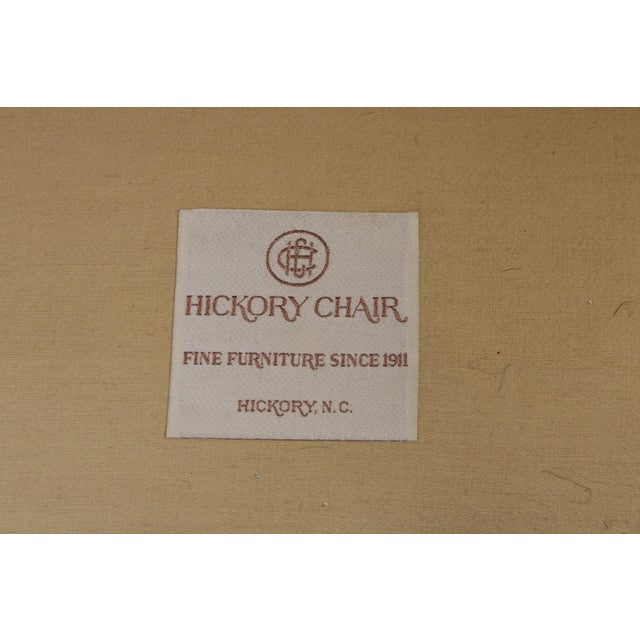 HICKORY CHAIR
FINE FURNITURE SINCE 1911
HICKORY, N.C.